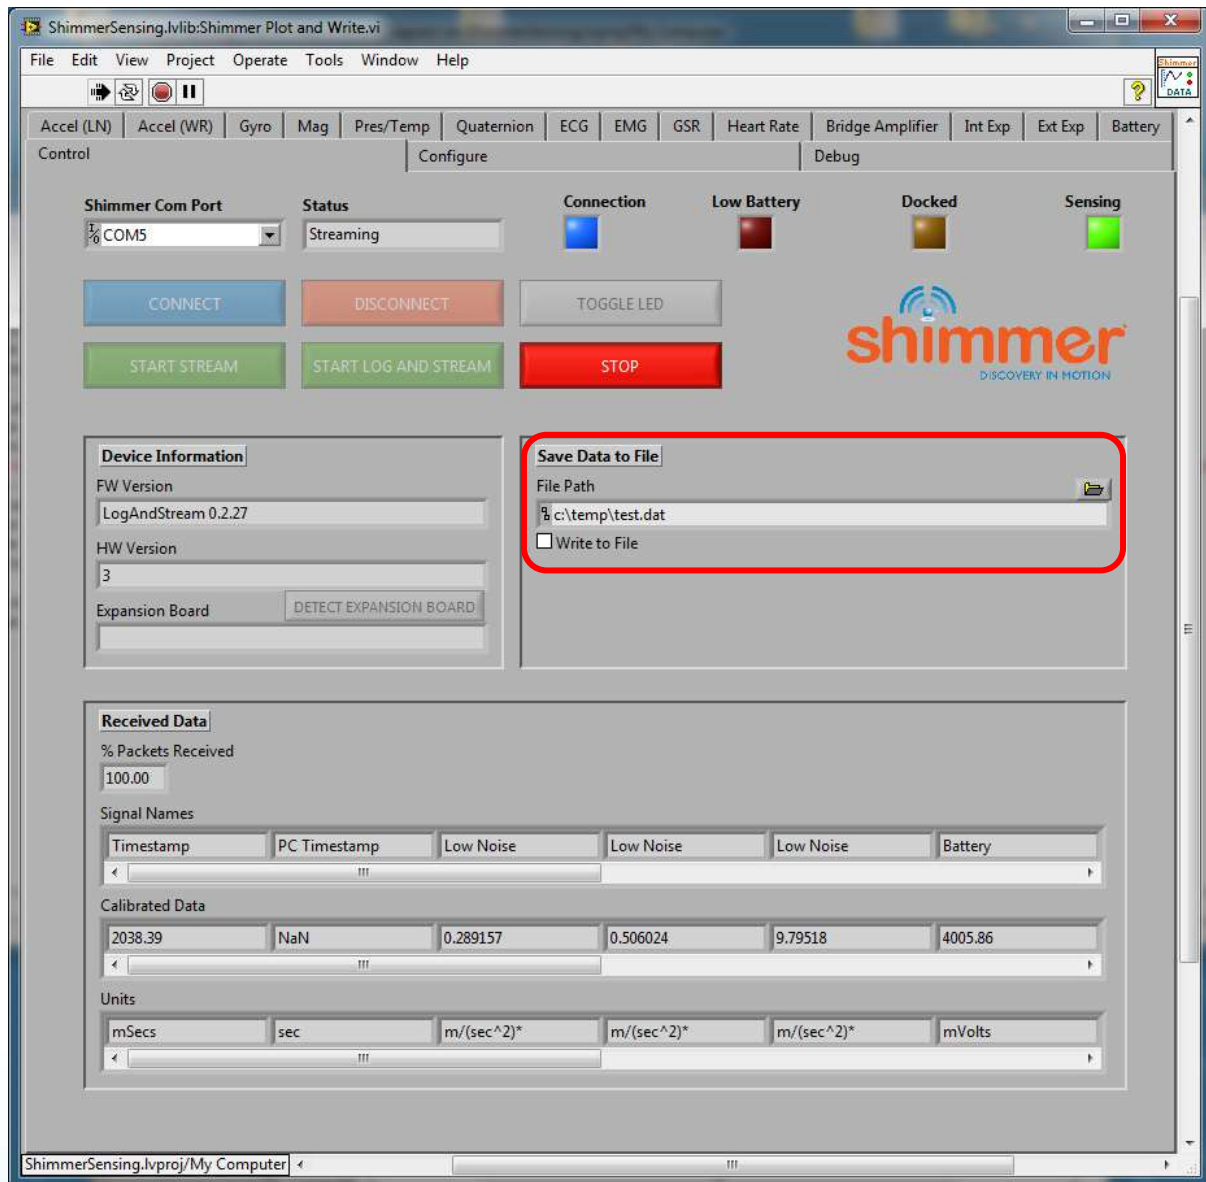 ShimmerSensing.lvlib:Shimmer Plot and Write.vi
File Edit View Project Operate Tools Window Help
Shimmer
DATA
Accel (LN) Accel (WR) Gyro Mag Pres/Temp Quaternion ECG EMG GSR Heart Rate Bridge Amplifier Int Exp Ext Exp Battery
Control Configure Debug
Shimmer Com Port Status Connection Low Battery Docked Sensing
COM5 Streaming
CONNECT DISCONNECT TOGGLE LED
shimmer
START STREAM START LOG AND STREAM STOP
DISCOVERY IN MOTION
Device Information
FW Version
LogAndStream 0.2.27
HW Version
3
Expansion Board DETECT EXPANSION BOARD
Save Data to File
File Path
c:\temp\test.dat
Write to File
Received Data
% Packets Received
100.00
Signal Names
Timestamp PC Timestamp Low Noise Low Noise Low Noise Battery
Calibrated Data
2038.39 NaN 0.289157 0.506024 9.79518 4005.86
Units
mSecs sec m/(sec^2)* m/(sec^2)* m/(sec^2)* mVolts
ShimmerSensing.lvproj/My Computer